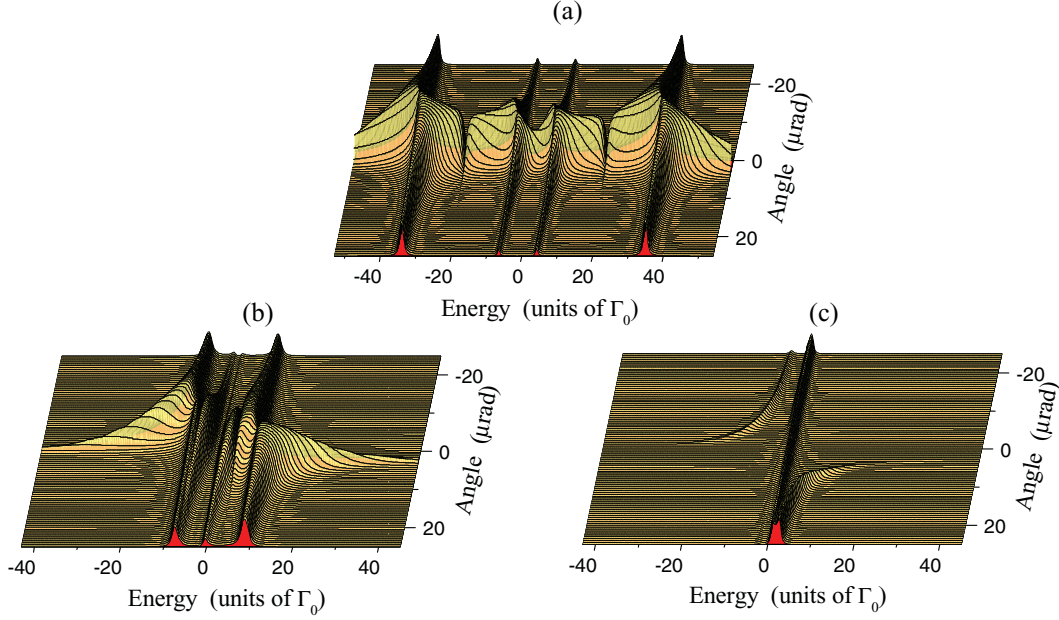 (a)
-20
0
20
Angle (μrad)
-40 -20 0 20 40
Energy (units of Γ₀)
(b)
-20
0
20
Angle (μrad)
-40 -20 0 20 40
Energy (units of Γ₀)
(c)
-20
0
20
Angle (μrad)
-40 -20 0 20 40
Energy (units of Γ₀)